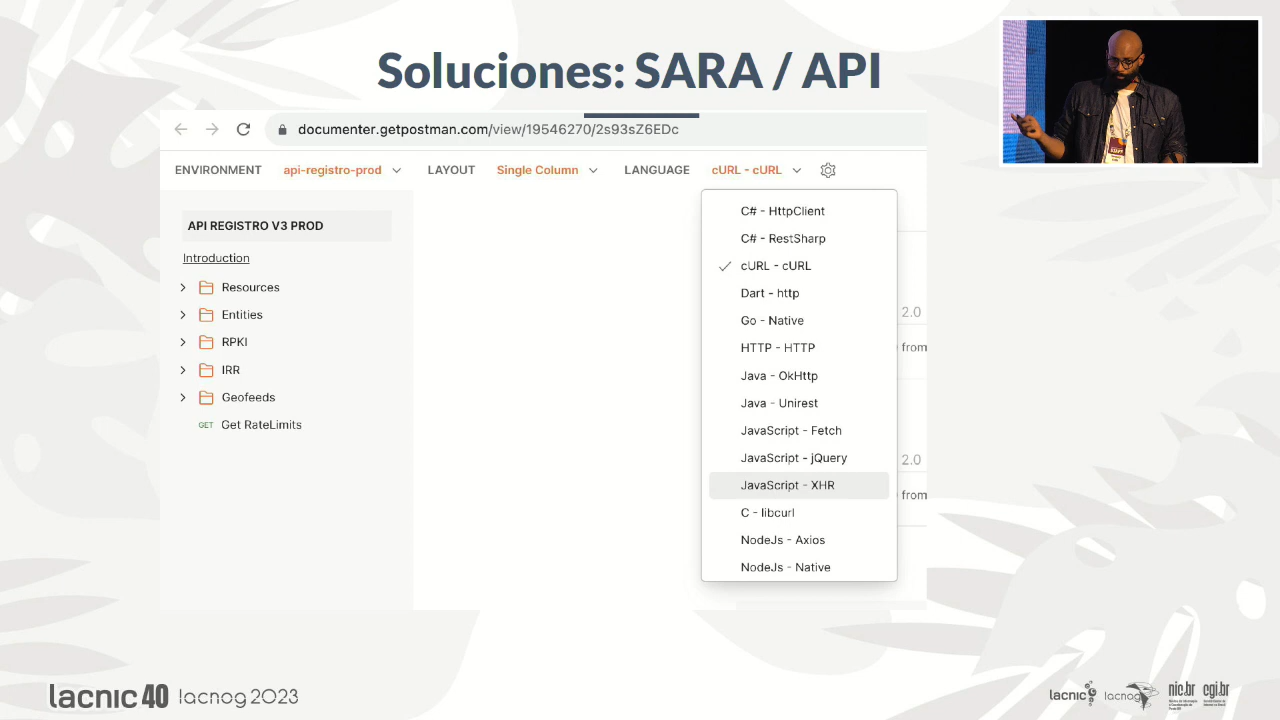 Soluciones: SARA / API
documenter.getpostman.com/view/19546270/2s93sZ6EDc
ENVIRONMENT api-registro-prod LAYOUT Single Column LANGUAGE cURL - cURL
API REGISTRO V3 PROD
Introduction
Resources
Entities
RPKI
IRR
Geofeeds
GET Get RateLimits
C# - HttpClient
C# - RestSharp
cURL - cURL
Dart - http
Go - Native
HTTP - HTTP
Java - OkHttp
Java - Unirest
JavaScript - Fetch
JavaScript - jQuery
JavaScript - XHR
C - libcurl
NodeJs - Axios
NodeJs - Native
2.0
from
2.0
from
lacnic 40 lacnog 2023
lacnic lacnog nic.br cgi.br